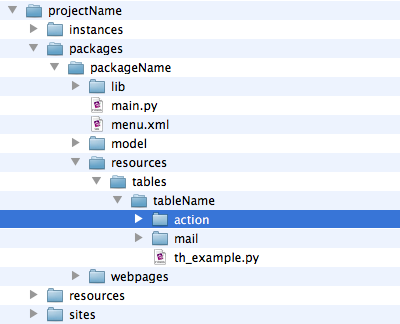 projectName
instances
packages
packageName
lib
main.py
menu.xml
model
resources
tables
tableName
action
mail
th_example.py
webpages
resources
sites